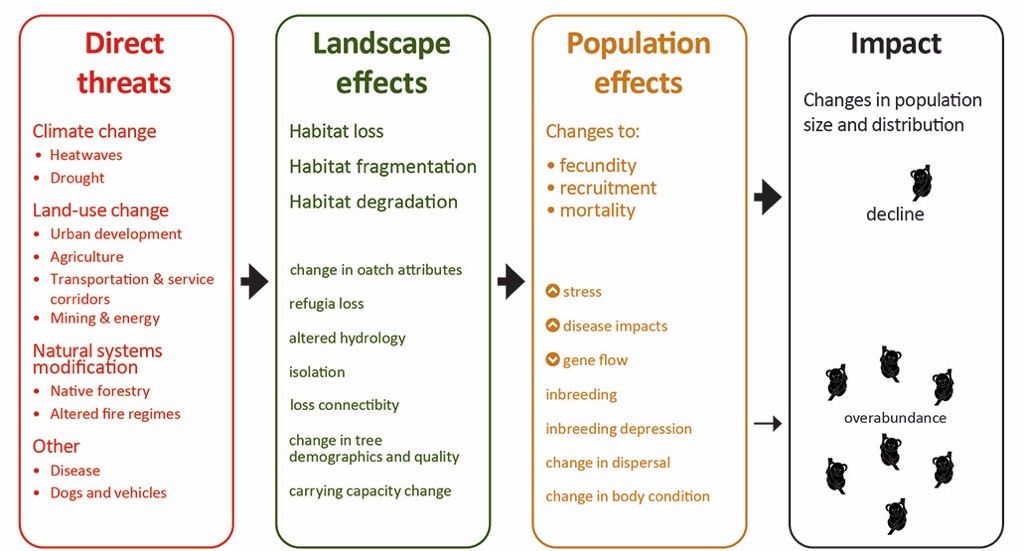 Direct
threats
Climate change
• Heatwaves
• Drought
Land-use change
• Urban development
• Agriculture
• Transportation & service
corridors
• Mining & energy
Natural systems
modification
• Native forestry
• Altered fire regimes
Other
• Disease
• Dogs and vehicles
Landscape
effects
Habitat loss
Habitat fragmentation
Habitat degradation
change in oatch attributes
refugia loss
altered hydrology
isolation
loss connectibity
change in tree
demographics and quality
carrying capacity change
Population
effects
Changes to:
• fecundity
• recruitment
• mortality
stress
disease impacts
gene flow
inbreeding
inbreeding depression
change in dispersal
change in body condition
Impact
Changes in population
size and distribution
decline
overabundance